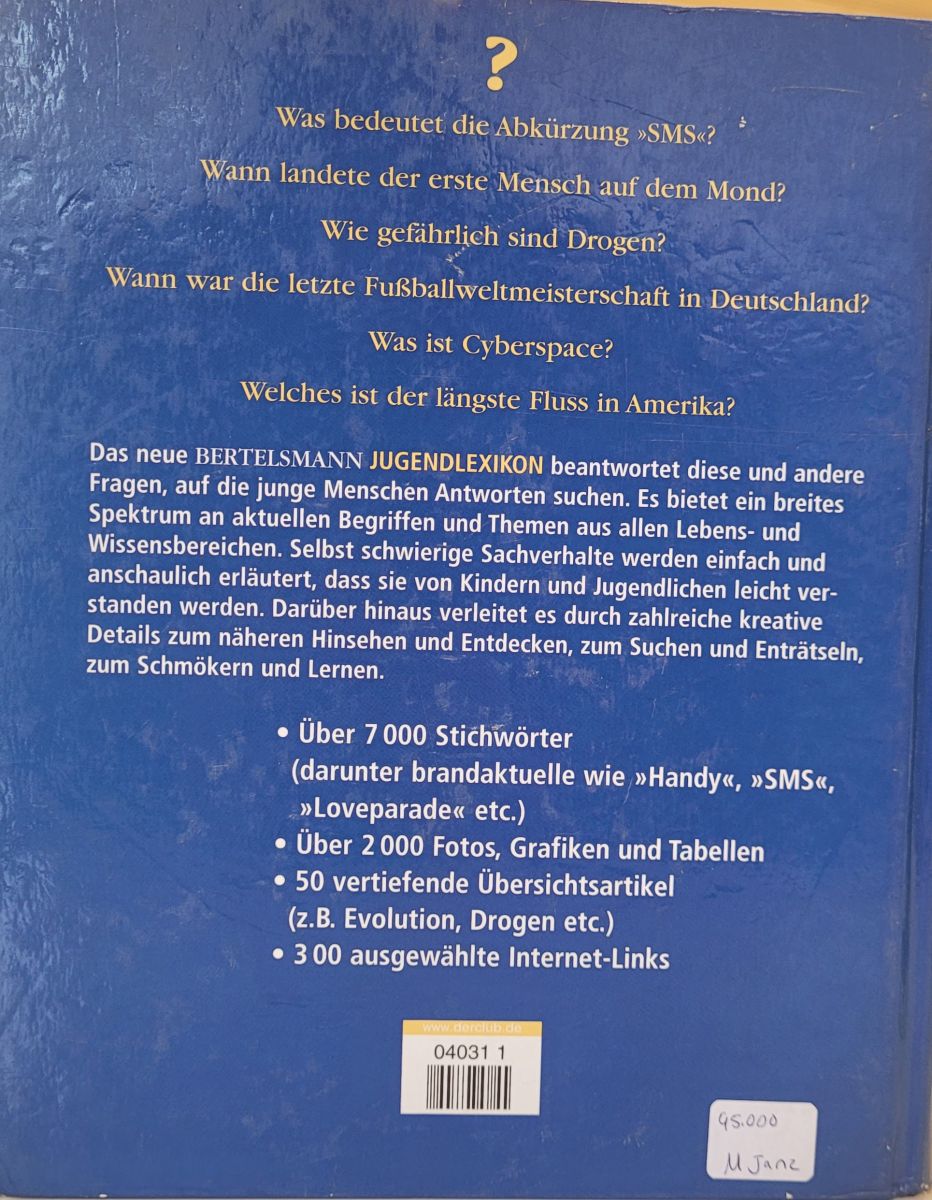 ?
Was bedeutet die Abkürzung »SMS«?
Wann landete der erste Mensch auf dem Mond?
Wie gefährlich sind Drogen?
Wann war die letzte Fußballweltmeisterschaft in Deutschland?
Was ist Cyberspace?
Welches ist der längste Fluss in Amerika?
Das neue BERTELSMANN JUGENDLEXIKON beantwortet diese und andere
Fragen, auf die junge Menschen Antworten suchen. Es bietet ein breites
Spektrum an aktuellen Begriffen und Themen aus allen Lebens- und
Wissensbereichen. Selbst schwierige Sachverhalte werden einfach und
anschaulich erläutert, dass sie von Kindern und Jugendlichen leicht ver-
standen werden. Darüber hinaus verleitet es durch zahlreiche kreative
Details zum näheren Hinsehen und Entdecken, zum Suchen und Enträtseln,
zum Schmökern und Lernen.
• Über 7 000 Stichwörter
(darunter brandaktuelle wie »Handy«, »SMS«,
»Loveparade« etc.)
• Über 2 000 Fotos, Grafiken und Tabellen
• 50 vertiefende Übersichtsartikel
(z.B. Evolution, Drogen etc.)
• 3 00 ausgewählte Internet-Links
www.derclub.de
04031 1
95.000
M Janz